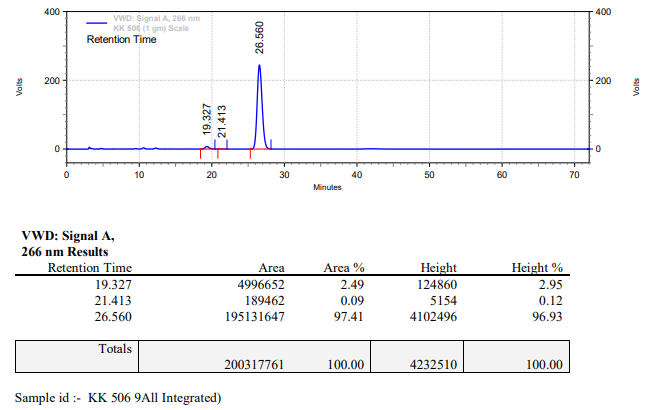 400
400
VWD: Signal A, 266 nm
KK 506 (1 gm) Scale
Retention Time
26.560
19.327
21.413
Volts
200
200
Volts
0
0
0 10 20 30 40 50 60 70
Minutes
VWD: Signal A,
266 nm Results
Retention Time Area Area % Height Height %
19.327 4996652 2.49 124860 2.95
21.413 189462 0.09 5154 0.12
26.560 195131647 97.41 4102496 96.93
Totals
200317761 100.00 4232510 100.00
Sample id :- KK 506 9All Integrated)